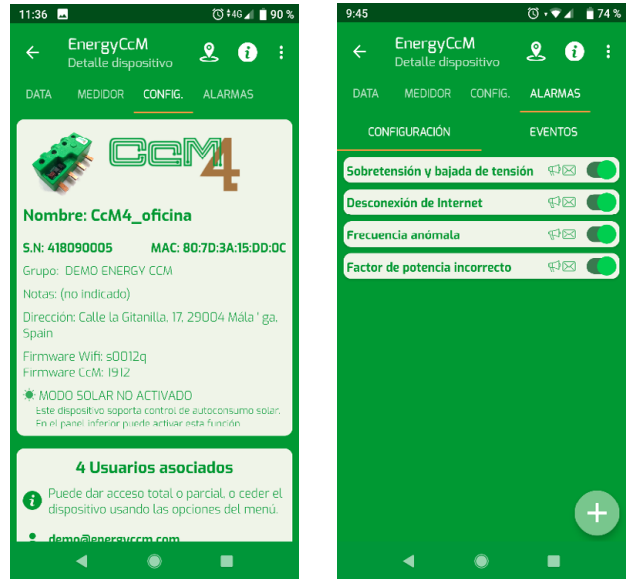 11:36 4G 90 %
EnergyCcM
Detalle dispositivo
DATA MEDIDOR CONFIG. ALARMAS
CcM4
Nombre: CcM4_oficina
S.N: 418090005 MAC: 80:7D:3A:15:DD:0C
Grupo: DEMO ENERGY CCM
Notas: (no indicado)
Dirección: Calle la Gitanilla, 17, 29004 Mála ' ga,
Spain
Firmware Wifi: s0012q
Firmware CcM: 1912
MODO SOLAR NO ACTIVADO
Este dispositivo soporta control de autoconsumo solar.
En el panel inferior puede activar esta función
4 Usuarios asociados
Puede dar acceso total o parcial, o ceder el
dispositivo usando las opciones del menú.
demo@energyccm.com
9:45 74 %
EnergyCcM
Detalle dispositivo
DATA MEDIDOR CONFIG. ALARMAS
CONFIGURACIÓN EVENTOS
Sobretensión y bajada de tensión
Desconexión de Internet
Frecuencia anómala
Factor de potencia incorrecto